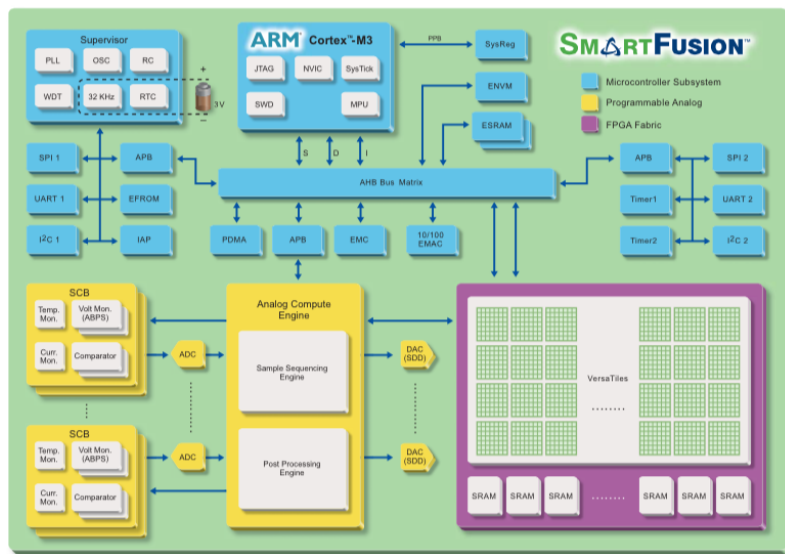 Supervisor
PLL
OSC
RC
WDT
32 KHz
RTC
+
3V
–
ARM® Cortex™-M3
JTAG
NVIC
SysTick
SWD
MPU
PPB
SysReg
ENVM
ESRAM
SMARTFUSION™
Microcontroller Subsystem
Programmable Analog
FPGA Fabric
S
D
I
SPI 1
APB
UART 1
EFROM
I²C 1
IAP
AHB Bus Matrix
APB
SPI 2
Timer1
UART 2
Timer2
I²C 2
PDMA
APB
EMC
10/100
EMAC
SCB
Temp.
Mon.
Volt Mon.
(ABPS)
Curr.
Mon.
Comparator
ADC
Analog Compute
Engine
Sample Sequencing
Engine
Post Processing
Engine
DAC
(SDD)
SCB
Temp.
Mon.
Volt Mon.
(ABPS)
Curr.
Mon.
Comparator
ADC
DAC
(SDD)
VersaTiles
........
SRAM
SRAM
SRAM
........
SRAM
SRAM
SRAM